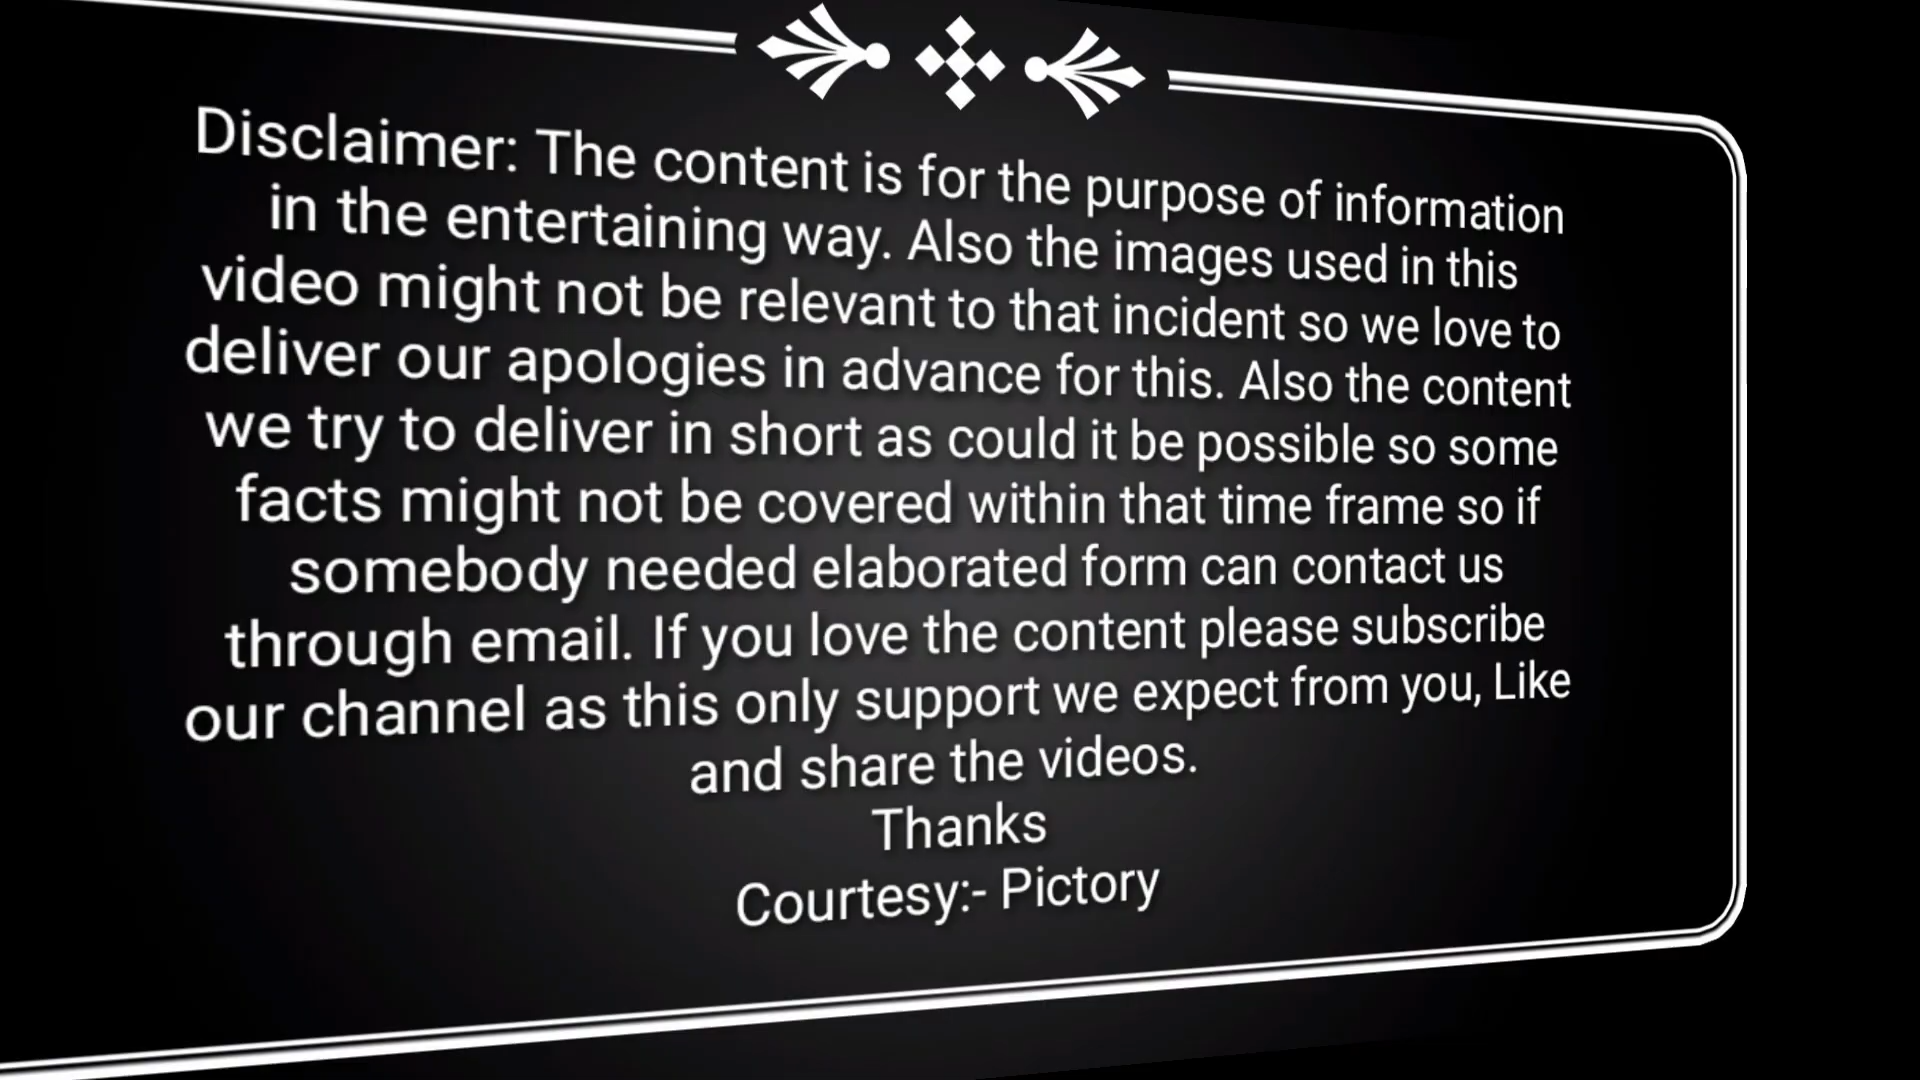 Disclaimer: The content is for the purpose of information
in the entertaining way. Also the images used in this
video might not be relevant to that incident so we love to
deliver our apologies in advance for this. Also the content
we try to deliver in short as could it be possible so some
facts might not be covered within that time frame so if
somebody needed elaborated form can contact us
through email. If you love the content please subscribe
our channel as this only support we expect from you, Like
and share the videos.
Thanks
Courtesy:- Pictory